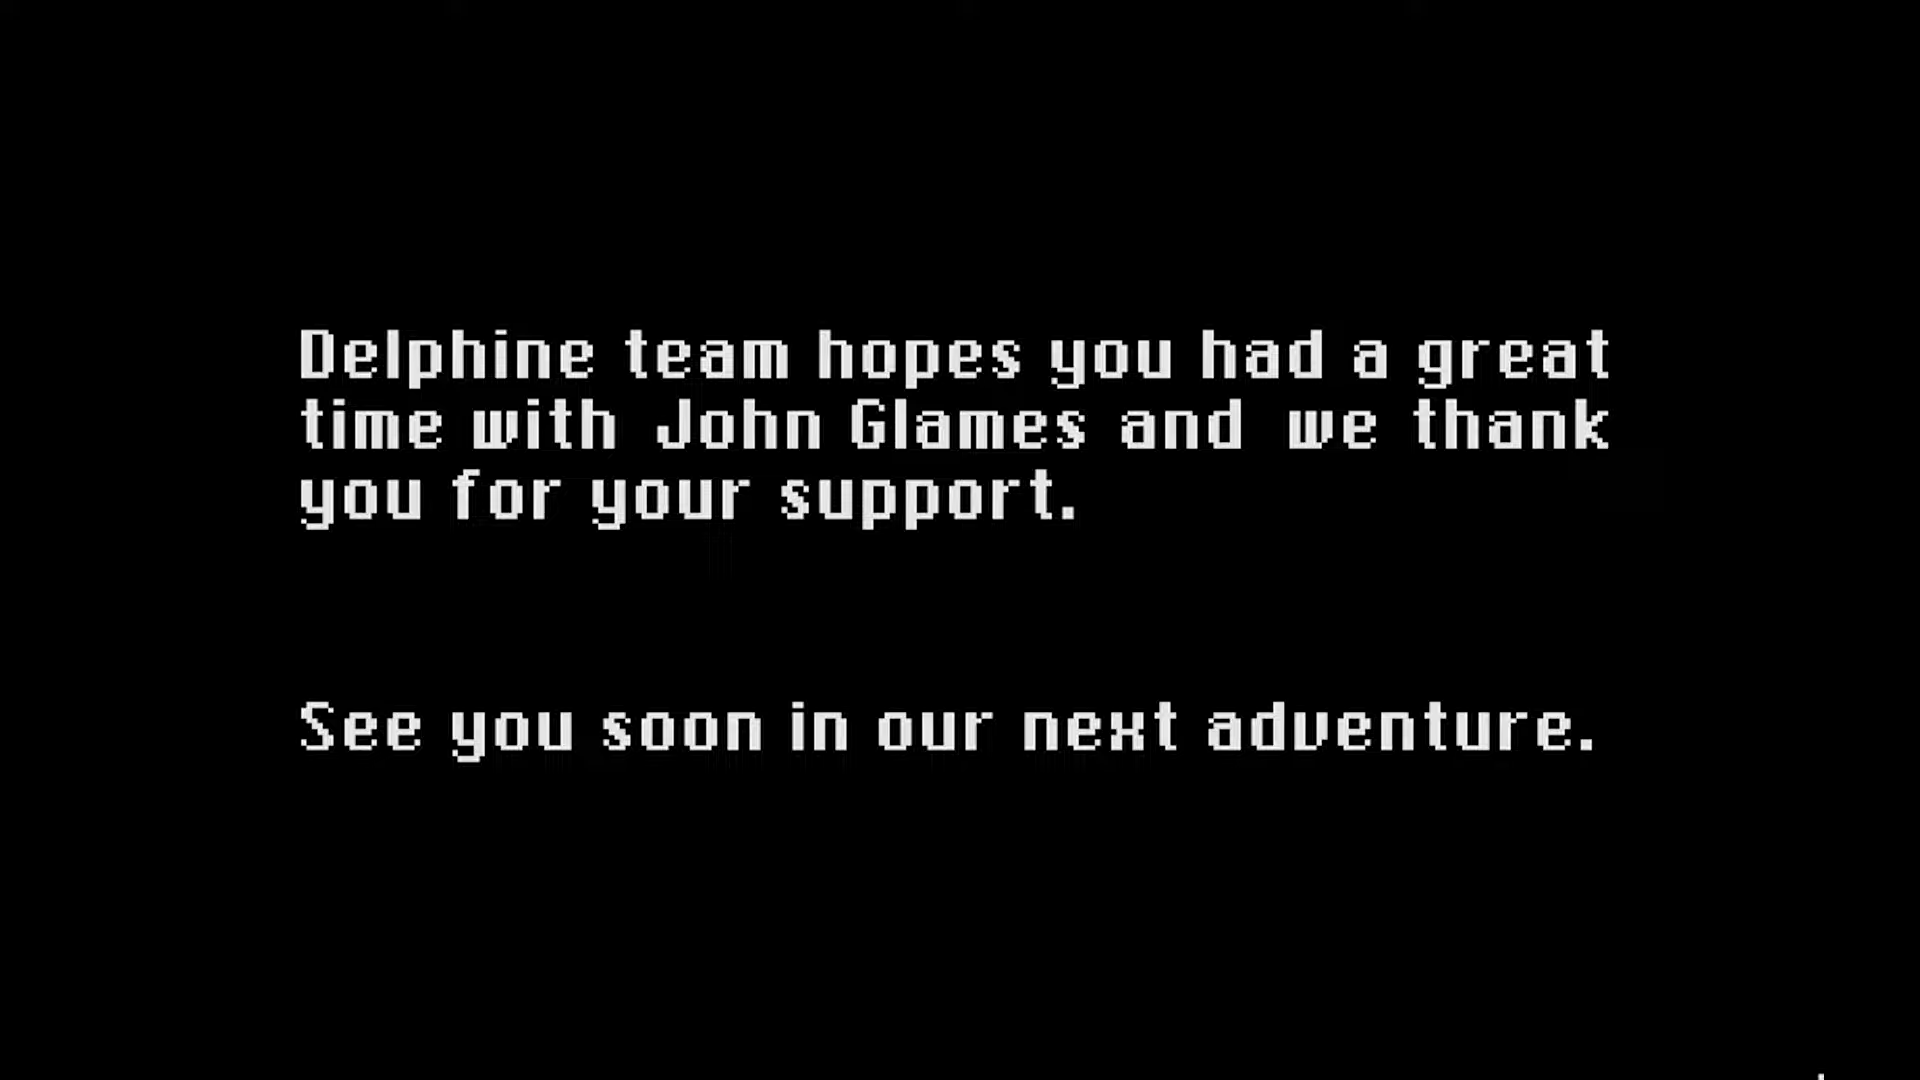 Delphine team hopes you had a great
time with John Glames and we thank
you for your support.
See you soon in our next adventure.